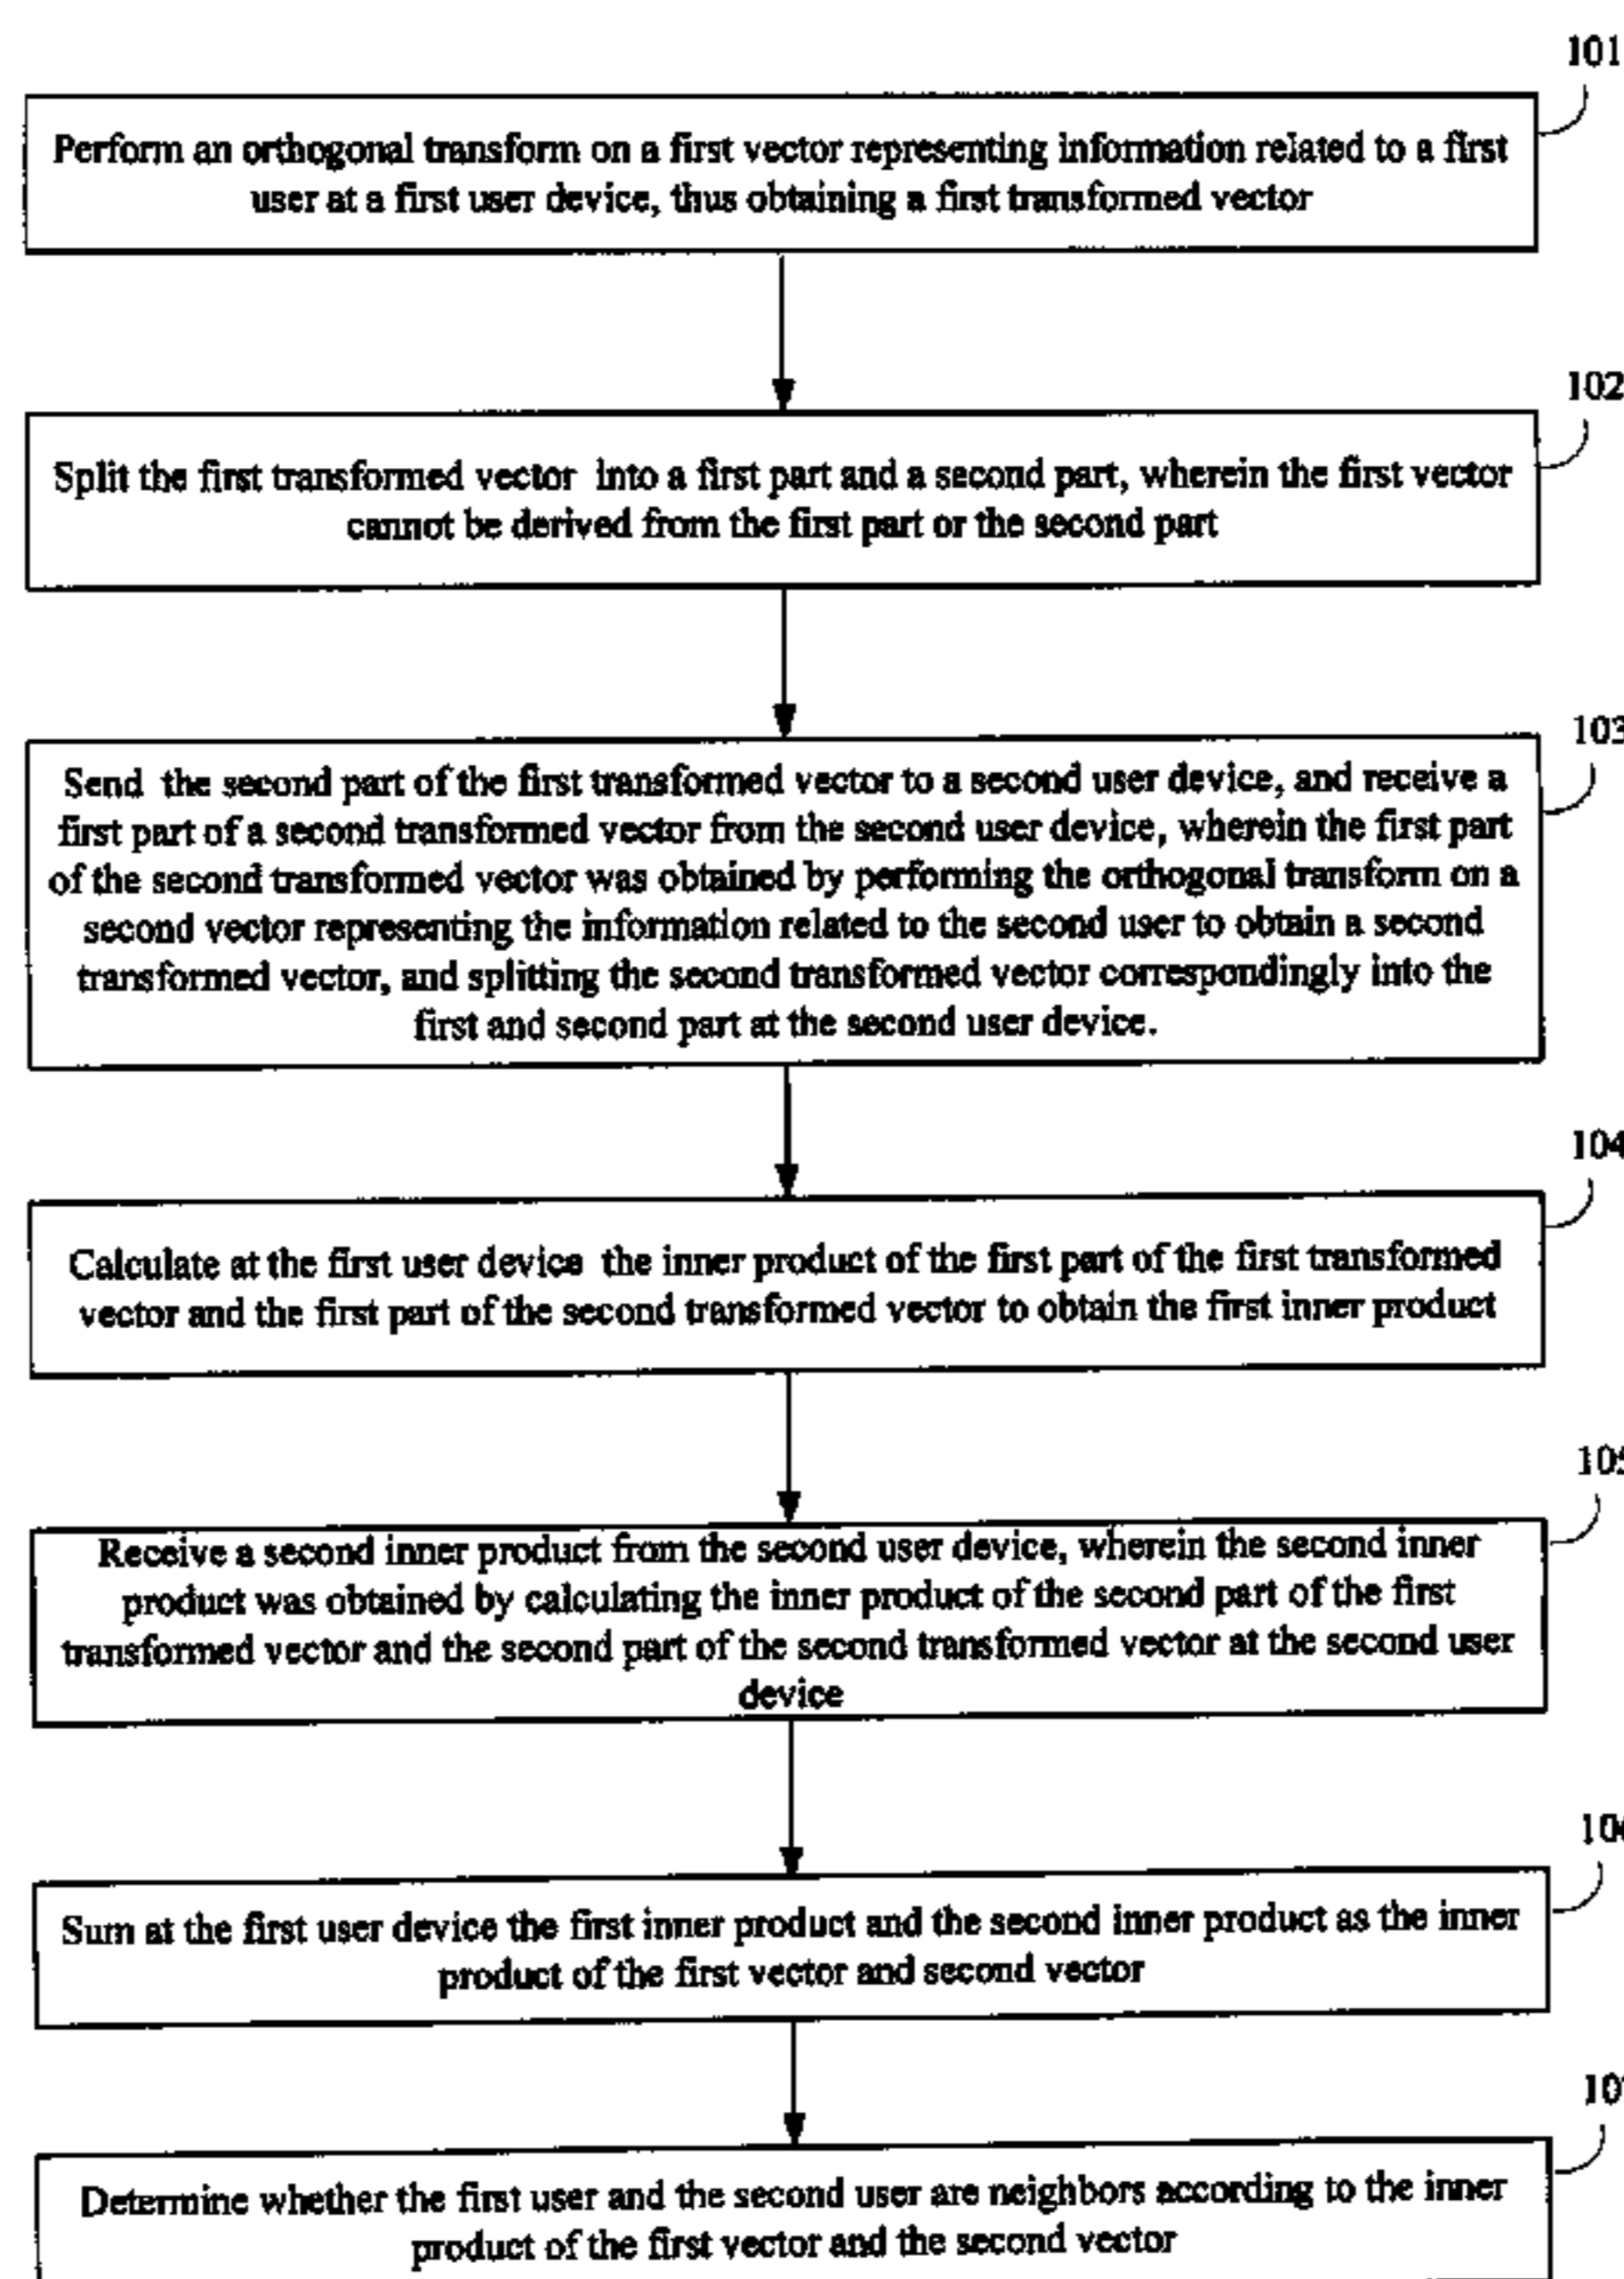 101
Perform an orthogonal transform on a first vector representing information related to a first
user at a first user device, thus obtaining a first transformed vector
102
Split the first transformed vector into a first part and a second part, wherein the first vector
cannot be derived from the first part or the second part
103
Send the second part of the first transformed vector to a second user device, and receive a
first part of a second transformed vector from the second user device, wherein the first part
of the second transformed vector was obtained by performing the orthogonal transform on a
second vector representing the information related to the second user to obtain a second
transformed vector, and splitting the second transformed vector correspondingly into the
first and second part at the second user device.
104
Calculate at the first user device the inner product of the first part of the first transformed
vector and the first part of the second transformed vector to obtain the first inner product
105
Receive a second inner product from the second user device, wherein the second inner
product was obtained by calculating the inner product of the second part of the first
transformed vector and the second part of the second transformed vector at the second user
device
106
Sum at the first user device the first inner product and the second inner product as the inner
product of the first vector and second vector
107
Determine whether the first user and the second user are neighbors according to the inner
product of the first vector and the second vector